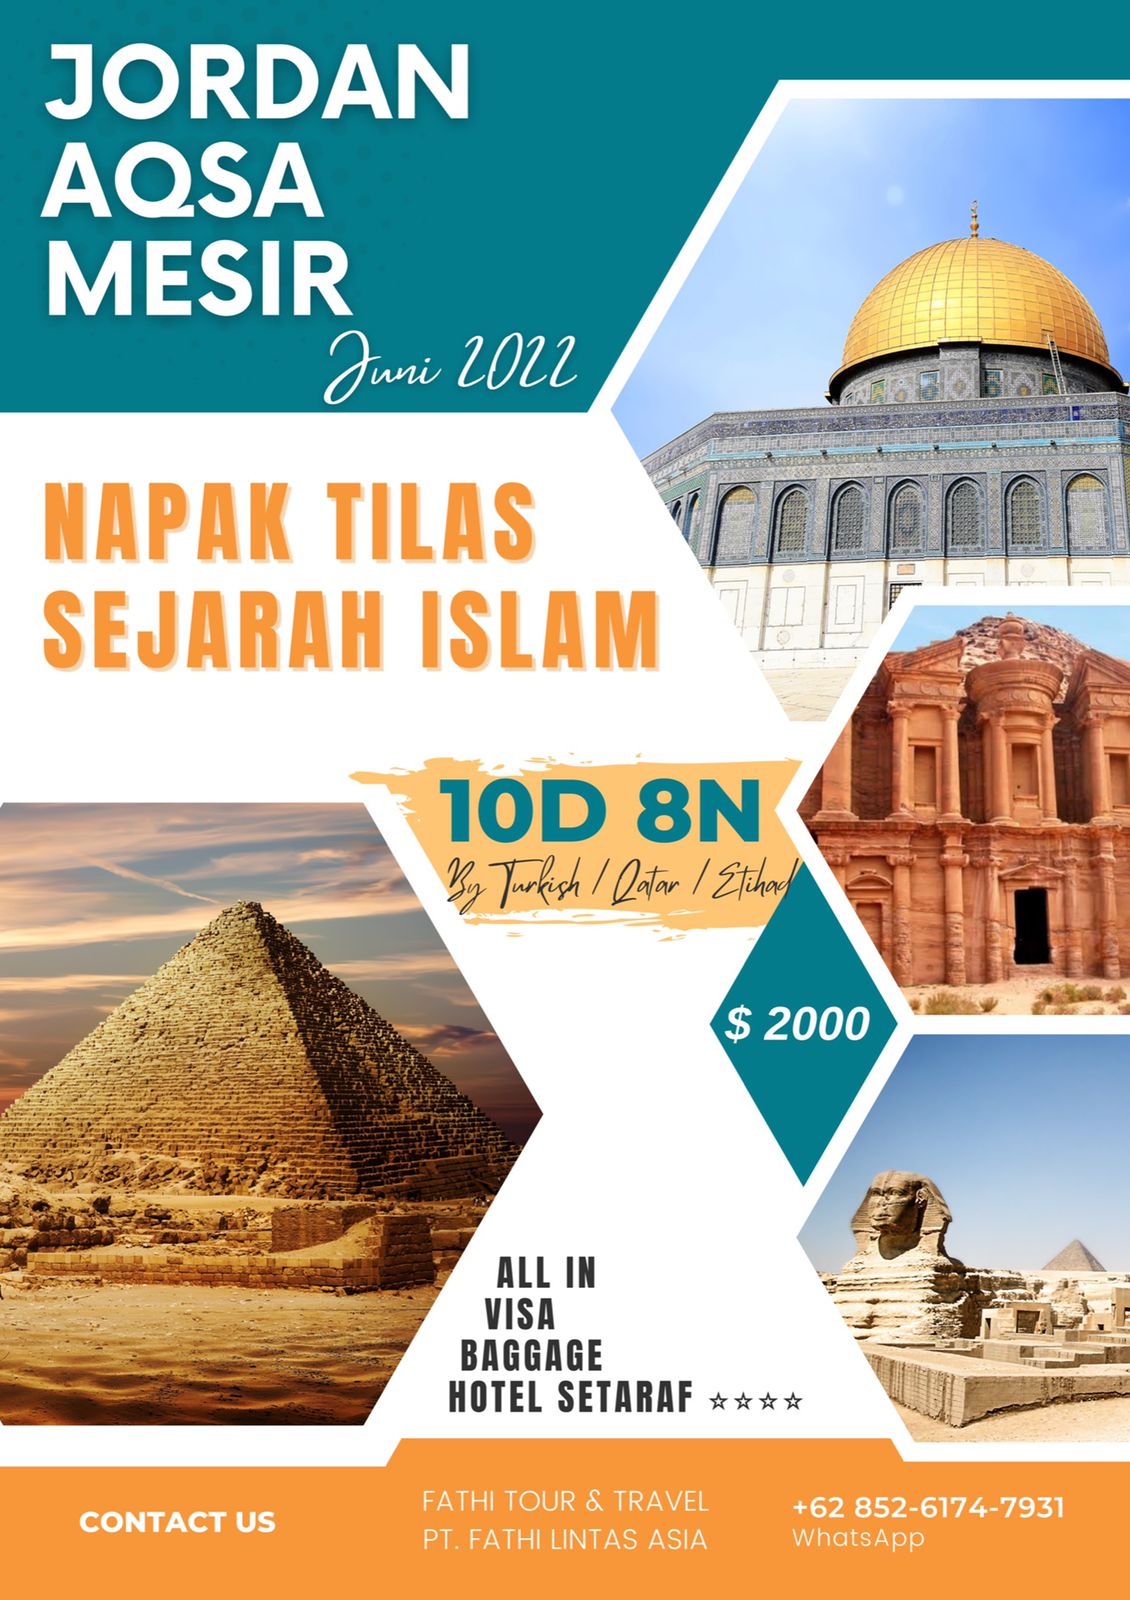 JORDAN
AQSA
MESIR
Juni 2022
NAPAK TILAS
SEJARAH ISLAM
10D 8N
By Turkish / Qatar / Etihad
$ 2000
ALL IN
VISA
BAGGAGE
HOTEL SETARAF ☆☆☆☆
CONTACT US
FATHI TOUR & TRAVEL
PT. FATHI LINTAS ASIA
+62 852-6174-7931
WhatsApp